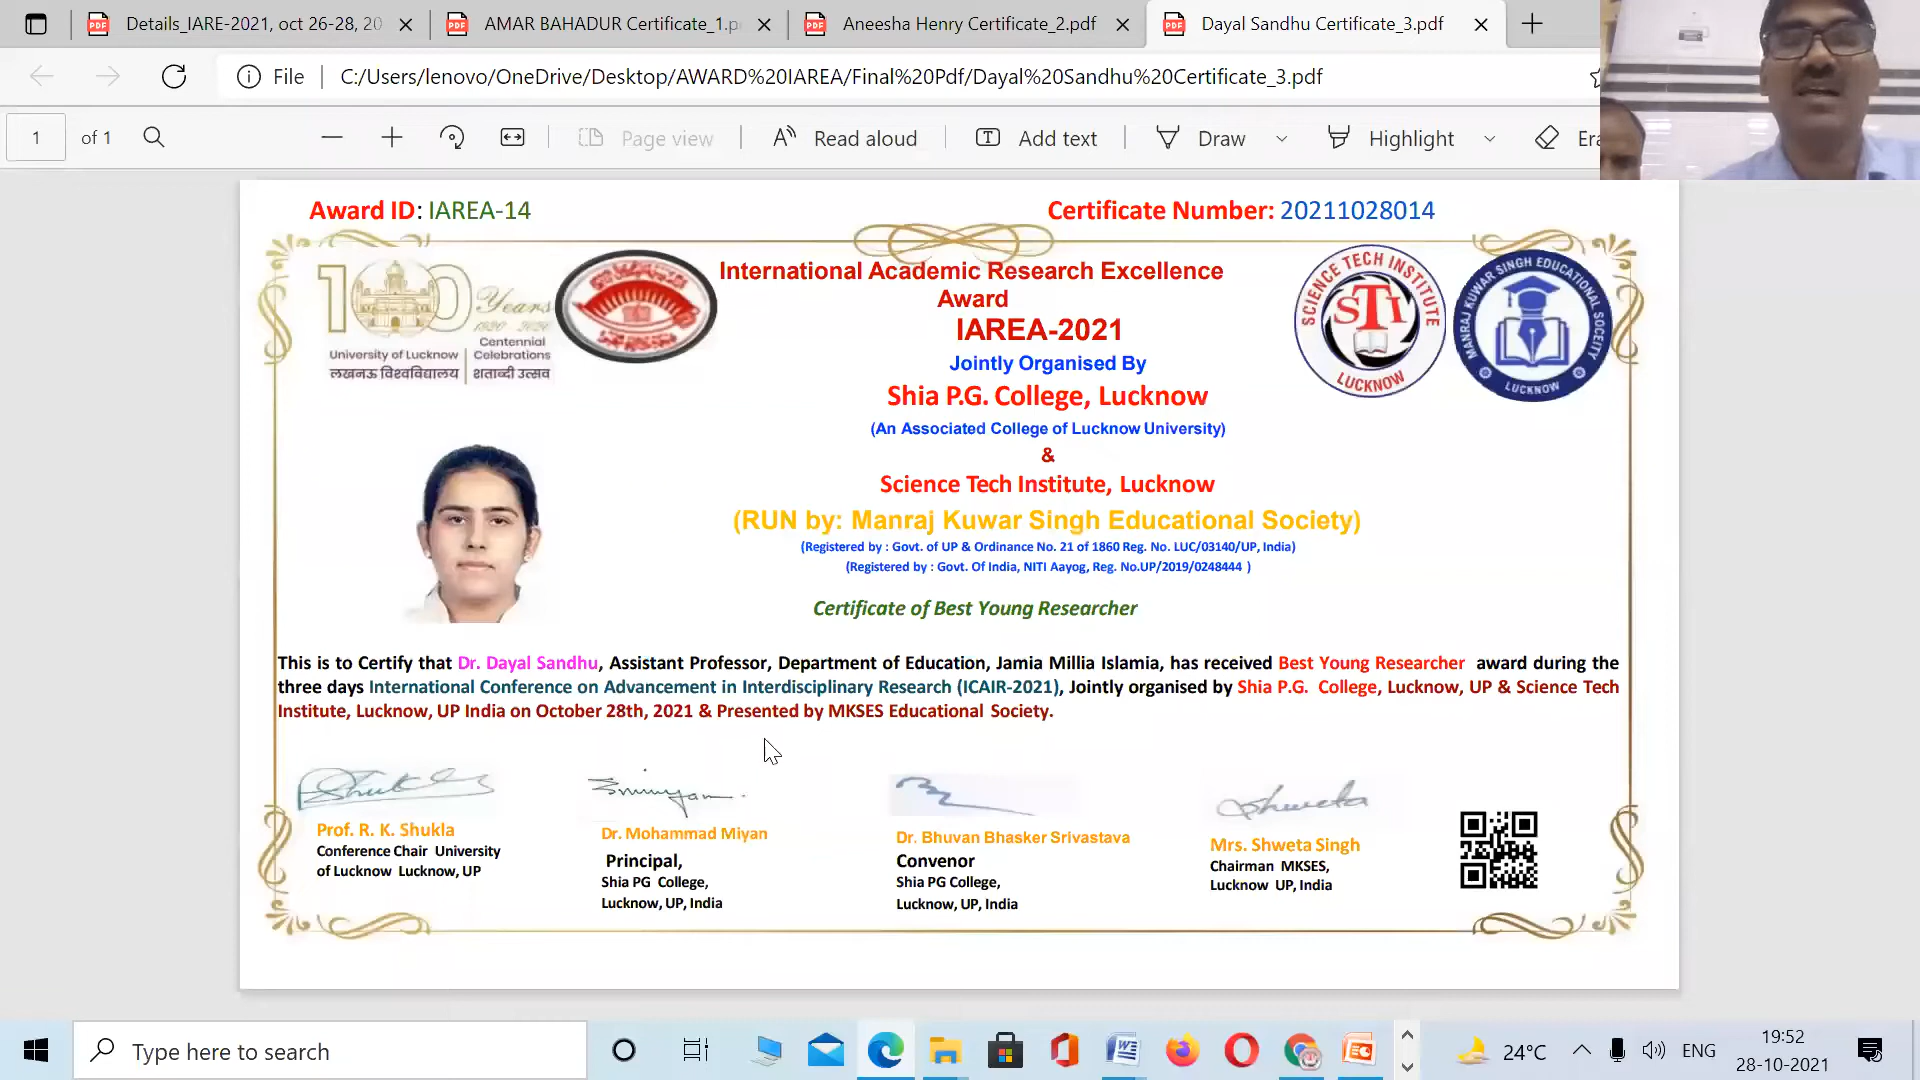 Details_IARE-2021, oct 26-28, 20
AMAR BAHADUR Certificate_1.p
Aneesha Henry Certificate_2.pdf
Dayal Sandhu Certificate_3.pdf
File
C:/Users/lenovo/OneDrive/Desktop/AWARD%20IAREA/Final%20Pdf/Dayal%20Sandhu%20Certificate_3.pdf
1 of 1
Page view
Read aloud
Add text
Draw
Highlight
Era
Award ID: IAREA-14
Certificate Number: 20211028014
100 Years
1920 - 2020
University of Lucknow
लखनऊ विश्वविद्यालय
Centennial Celebrations
शताब्दी उत्सव
International Academic Research Excellence
Award
IAREA-2021
Jointly Organised By
Shia P.G. College, Lucknow
(An Associated College of Lucknow University)
&
Science Tech Institute, Lucknow
(RUN by: Manraj Kuwar Singh Educational Society)
(Registered by : Govt. of UP & Ordinance No. 21 of 1860 Reg. No. LUC/03140/UP, India)
(Registered by : Govt. Of India, NITI Aayog, Reg. No.UP/2019/0248444 )
SCIENCE TECH INSTITUTE
STI
LUCKNOW
MANRAJ KUWAR SINGH EDUCATIONAL SOCEITY
LUCKNOW
Certificate of Best Young Researcher
This is to Certify that Dr. Dayal Sandhu, Assistant Professor, Department of Education, Jamia Millia Islamia, has received Best Young Researcher award during the
three days International Conference on Advancement in Interdisciplinary Research (ICAIR-2021), Jointly organised by Shia P.G. College, Lucknow, UP & Science Tech
Institute, Lucknow, UP India on October 28th, 2021 & Presented by MKSES Educational Society.
Shweta
Prof. R. K. Shukla
Conference Chair University
of Lucknow Lucknow, UP
Dr. Mohammad Miyan
Principal,
Shia PG College,
Lucknow, UP, India
Dr. Bhuvan Bhasker Srivastava
Convenor
Shia PG College,
Lucknow, UP, India
Mrs. Shweta Singh
Chairman MKSES,
Lucknow UP, India
Type here to search
24°C
ENG
19:52
28-10-2021